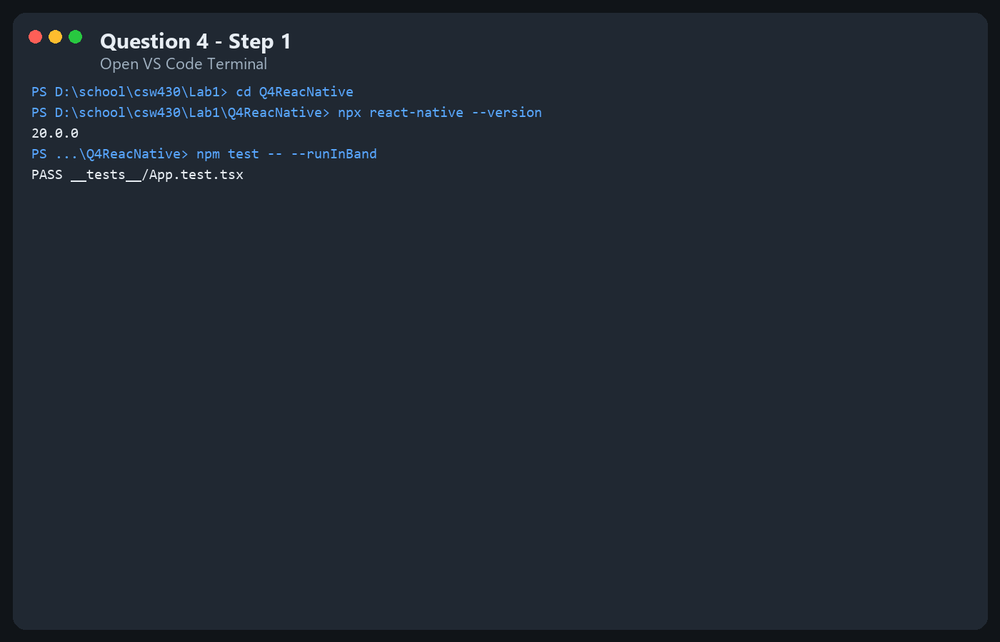 Question 4 - Step 1
Open VS Code Terminal
PS D:\school\csw430\Lab1> cd Q4ReacNative
PS D:\school\csw430\Lab1\Q4ReacNative> npx react-native --version
20.0.0
PS ...\Q4ReacNative> npm test -- --runInBand
PASS __tests__/App.test.tsx